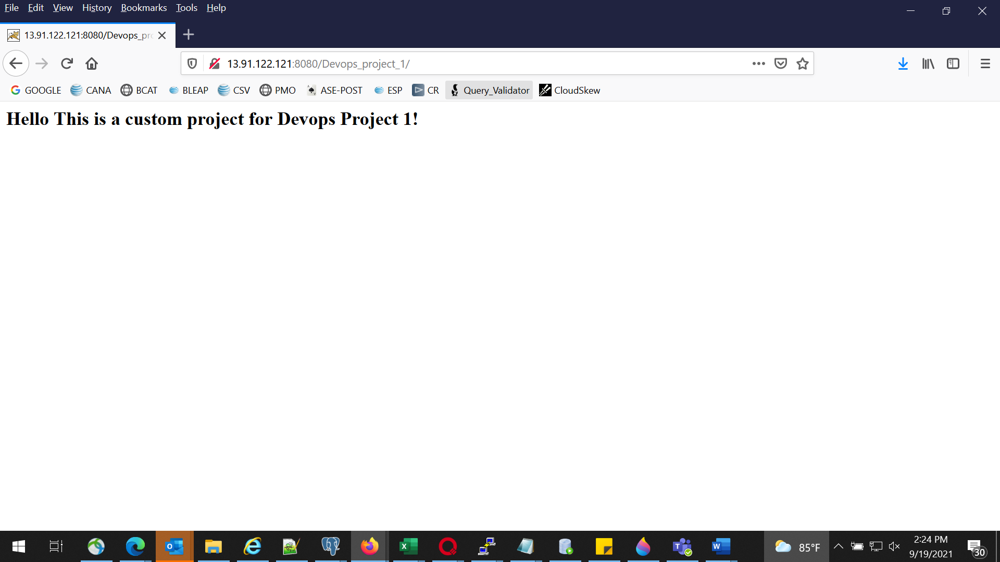 File Edit View History Bookmarks Tools Help
13.91.122.121:8080/Devops_pro
13.91.122.121:8080/Devops_project_1/
GOOGLE CANA BCAT BLEAP CSV PMO ASE-POST ESP CR Query_Validator CloudSkew
Hello This is a custom project for Devops Project 1!
85°F
2:24 PM
9/19/2021
30